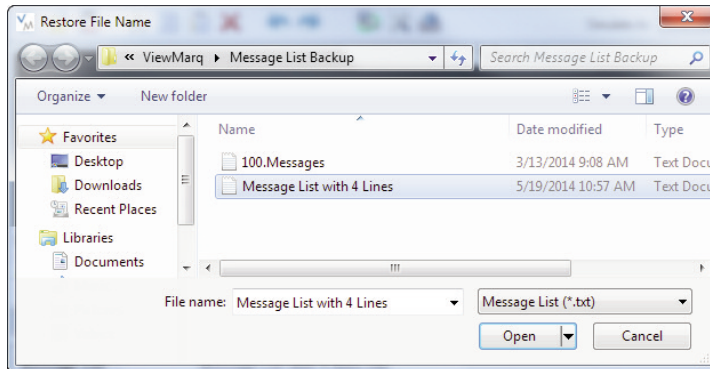 Restore File Name
« ViewMarq ▸ Message List Backup
Search Message List Backup
Organize
New folder
Name
Date modified
Type
Favorites
Desktop
Downloads
Recent Places
Libraries
Documents
100.Messages 3/13/2014 9:08 AM Text Docu
Message List with 4 Lines 5/19/2014 10:57 AM Text Docu
File name: Message List with 4 Lines
Message List (*.txt)
Open
Cancel